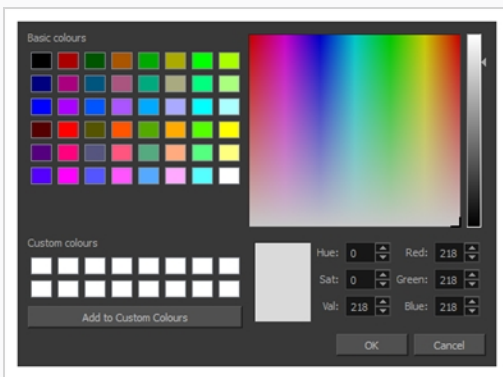 Basic colours
Custom colours
Add to Custom Colours
Hue: 0 Red: 218
Sat: 0 Green: 218
Val: 218 Blue: 218
OK Cancel